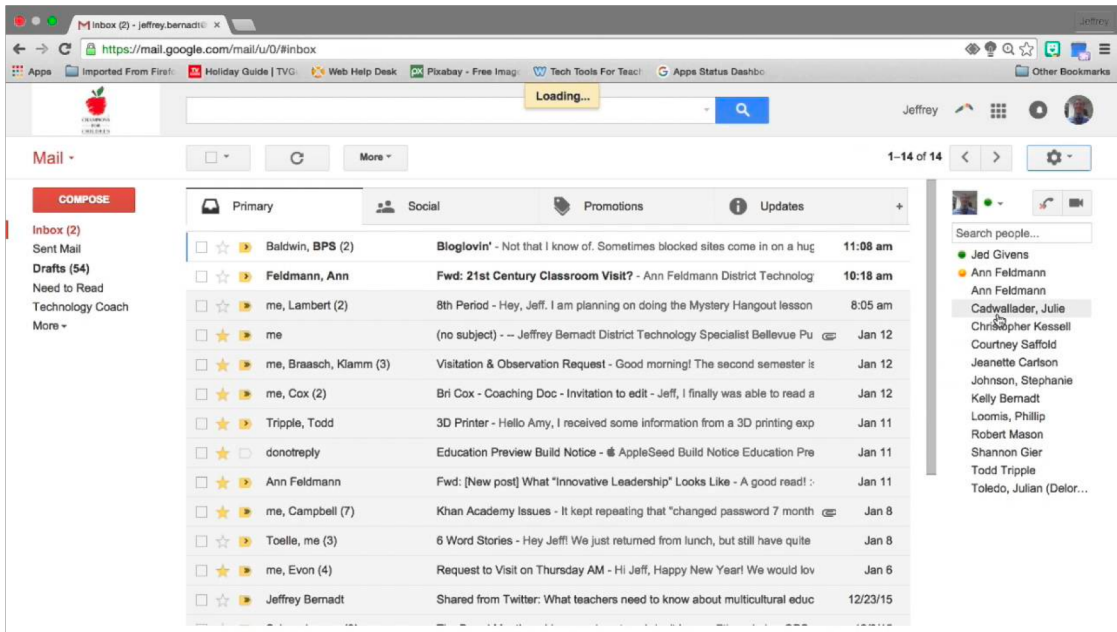 Inbox (2) - jeffrey.bernadt@ ×
Jeffrey
https://mail.google.com/mail/u/0/#inbox
Apps Imported From Firefo Holiday Guide | TVG Web Help Desk Pixabay - Free Image Tech Tools For Teach Apps Status Dashbo Other Bookmarks
Loading...
CHAMPIONS
FOR
CHILDREN
Jeffrey
Mail
More
1–14 of 14
COMPOSE
Inbox (2)
Sent Mail
Drafts (54)
Need to Read
Technology Coach
More
Primary Social Promotions Updates +
Baldwin, BPS (2) Bloglovin' - Not that I know of. Sometimes blocked sites come in on a hug 11:08 am
Feldmann, Ann Fwd: 21st Century Classroom Visit? - Ann Feldmann District Technolog 10:18 am
me, Lambert (2) 8th Period - Hey, Jeff. I am planning on doing the Mystery Hangout lesson 8:05 am
me (no subject) - -- Jeffrey Bernadt District Technology Specialist Bellevue Pu Jan 12
me, Braasch, Klamm (3) Visitation & Observation Request - Good morning! The second semester is Jan 12
me, Cox (2) Bri Cox - Coaching Doc - Invitation to edit - Jeff, I finally was able to read a Jan 12
Tripple, Todd 3D Printer - Hello Amy, I received some information from a 3D printing exp Jan 11
donotreply Education Preview Build Notice - AppleSeed Build Notice Education Pre Jan 11
Ann Feldmann Fwd: [New post] What "Innovative Leadership" Looks Like - A good read! :- Jan 11
me, Campbell (7) Khan Academy Issues - It kept repeating that "changed password 7 month Jan 8
Toelle, me (3) 6 Word Stories - Hey Jeff! We just returned from lunch, but still have quite Jan 8
me, Evon (4) Request to Visit on Thursday AM - Hi Jeff, Happy New Year! We would lov Jan 6
Jeffrey Bernadt Shared from Twitter: What teachers need to know about multicultural educ 12/23/15
Search people...
Jed Givens
Ann Feldmann
Ann Feldmann
Cadwallader, Julie
Christopher Kessell
Courtney Saffold
Jeanette Carlson
Johnson, Stephanie
Kelly Bernadt
Loomis, Phillip
Robert Mason
Shannon Gier
Todd Tripple
Toledo, Julian (Delor...